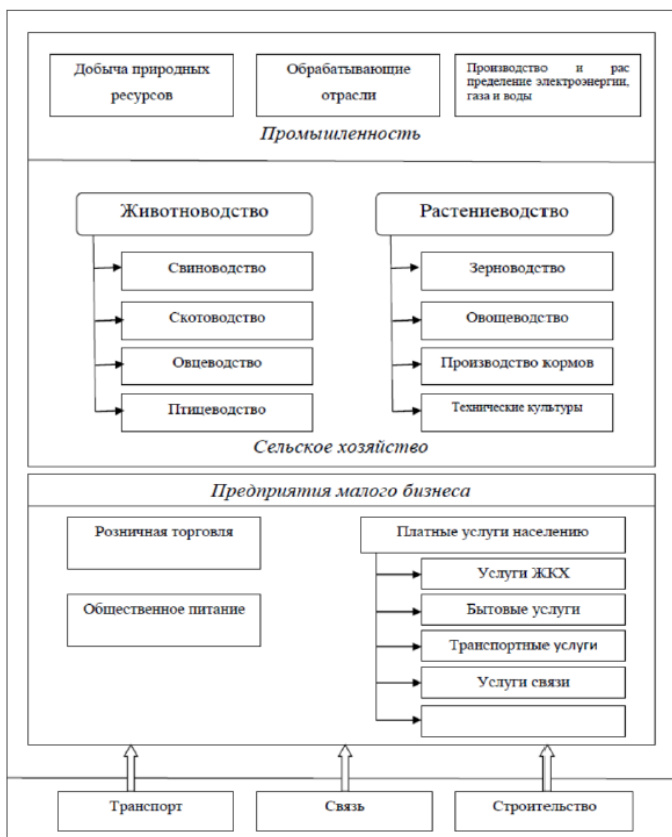 Добыча природных
ресурсов
Обрабатывающие
отрасли
Производство и рас
пределение электроэнергии,
газа и воды
Промышленность
Животноводство
Свиноводство
Скотоводство
Овцеводство
Птицеводство
Растениеводство
Зерноводство
Овощеводство
Производство кормов
Технические культуры
Сельское хозяйство
Предприятия малого бизнеса
Розничная торговля
Общественное питание
Платные услуги населению
Услуги ЖКХ
Бытовые услуги
Транспортные услуги
Услуги связи
Транспорт
Связь
Строительство